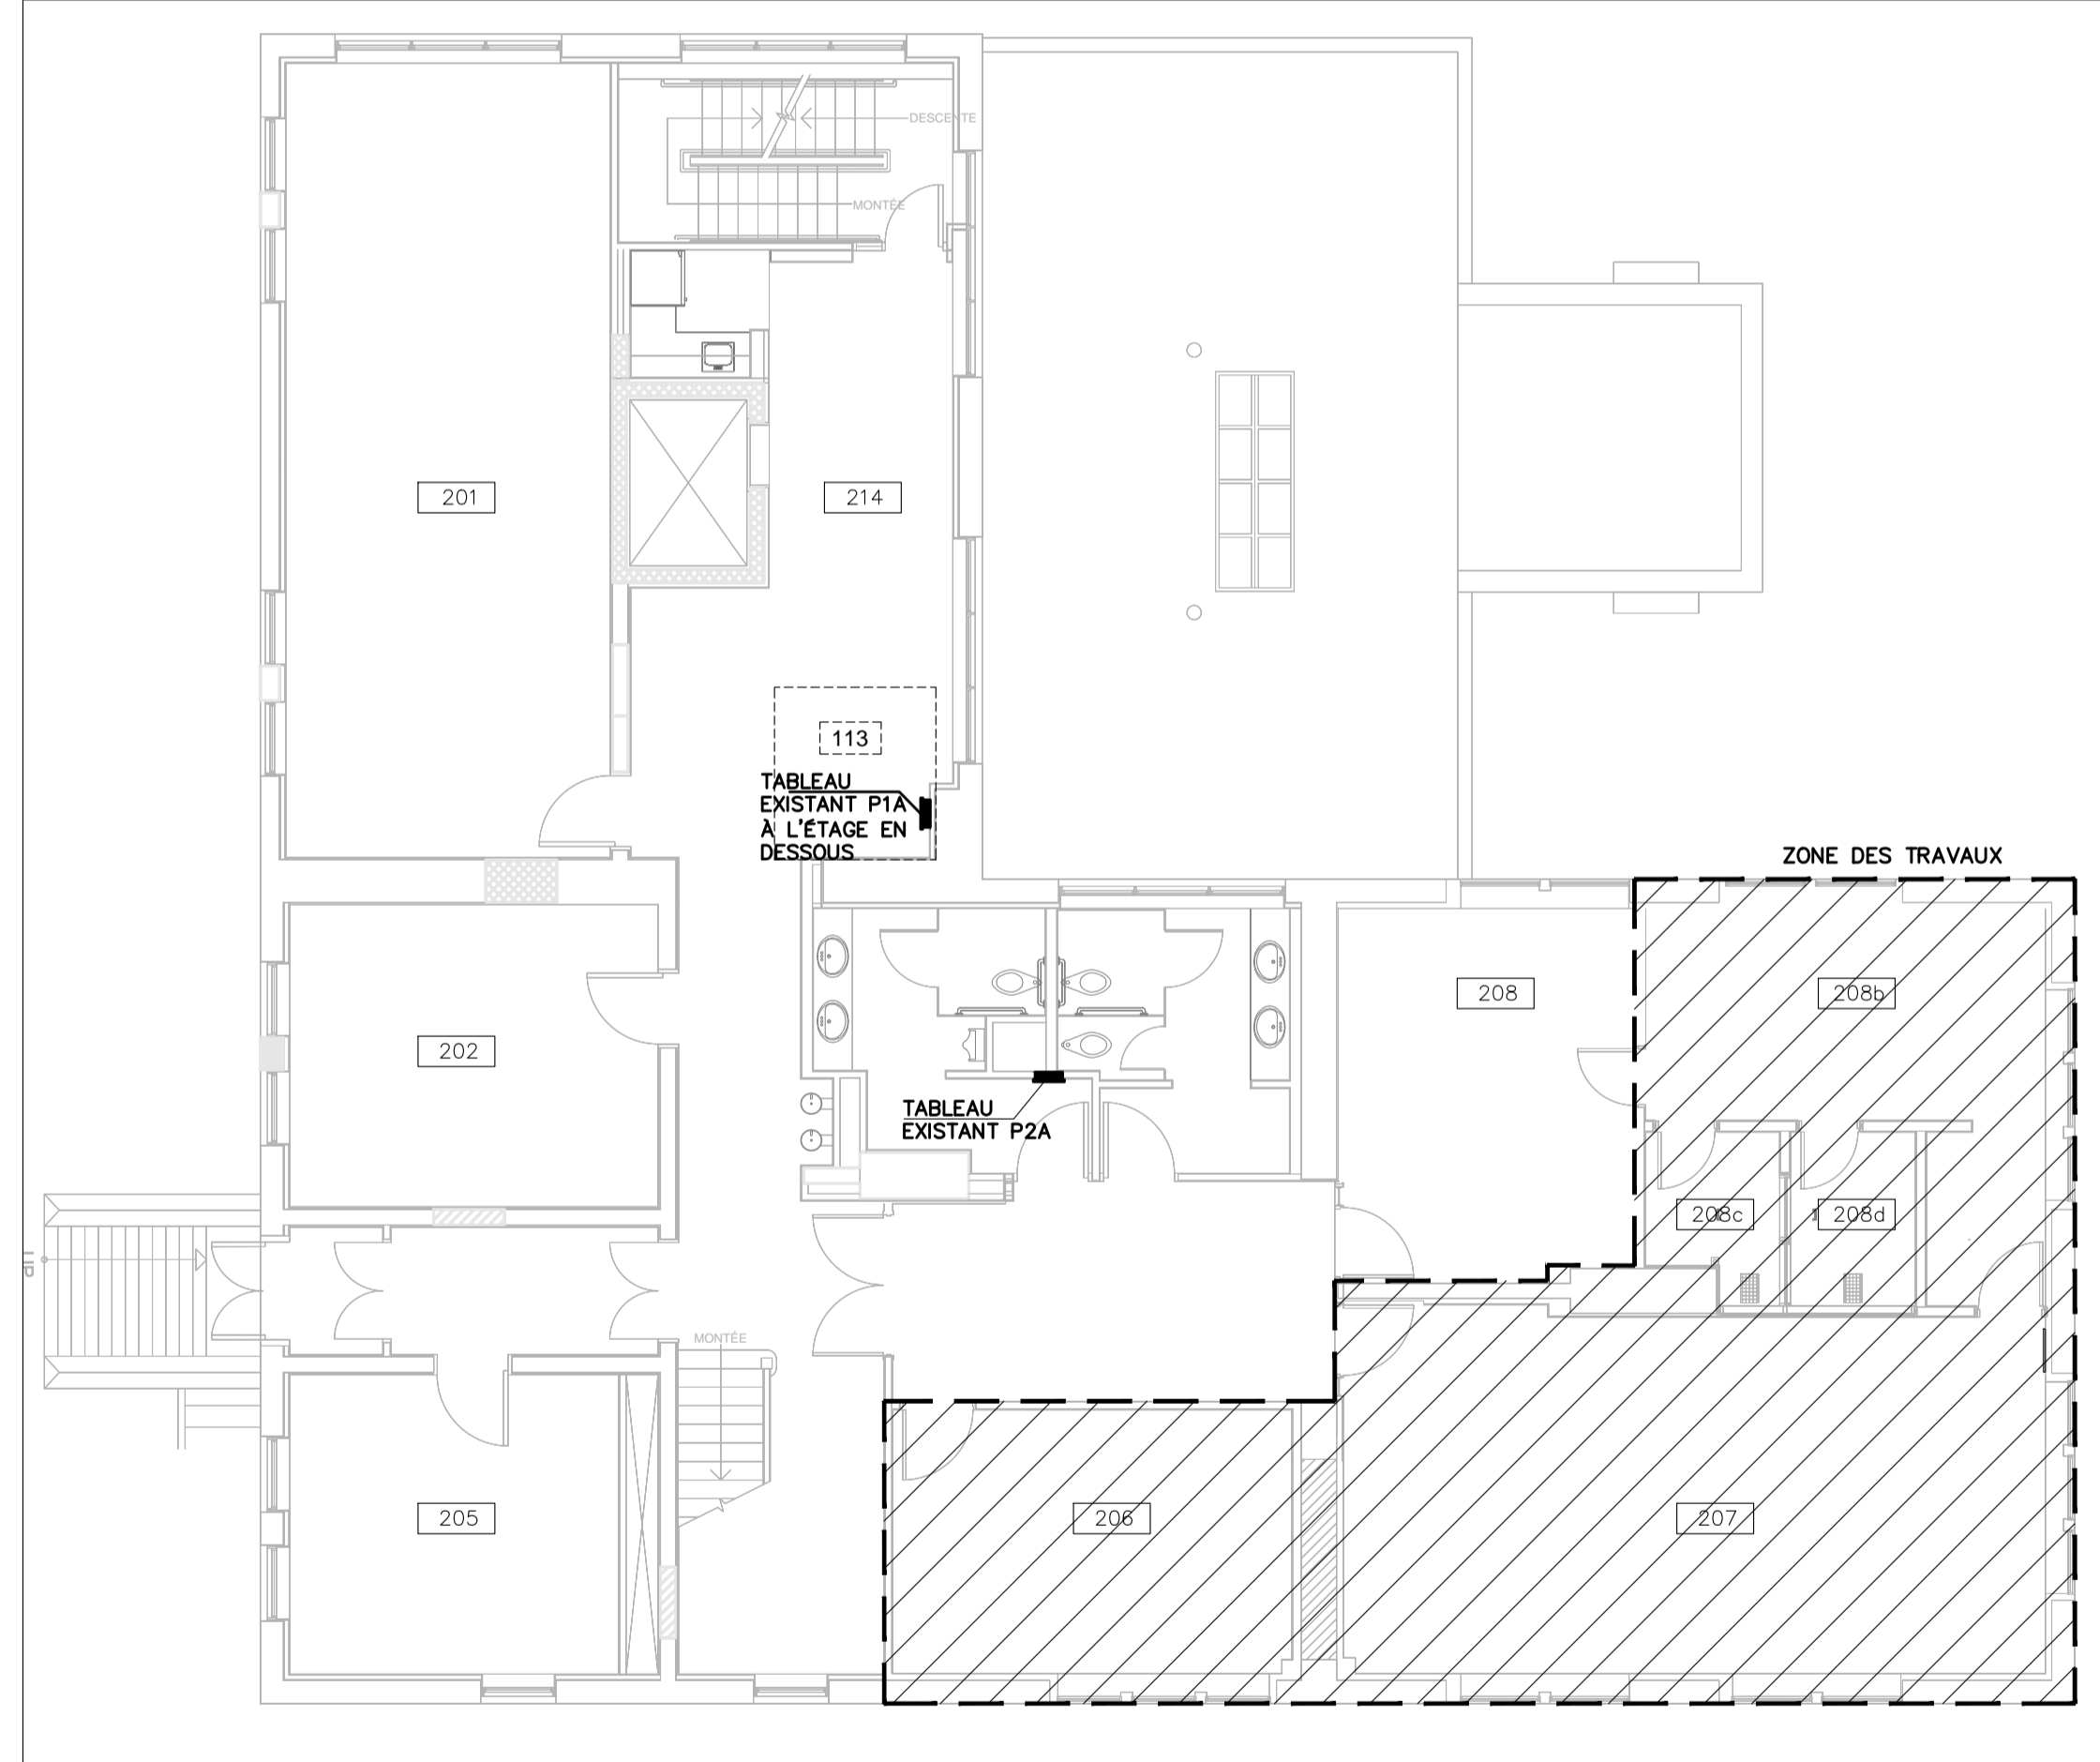 DESCENTE
MONTÉE
201
214
113
TABLEAU
EXISTANT P1A
À L'ÉTAGE EN
DESSOUS
ZONE DES TRAVAUX
208
208b
202
TABLEAU
EXISTANT P2A
208c
208d
UP
MONTÉE
205
206
207